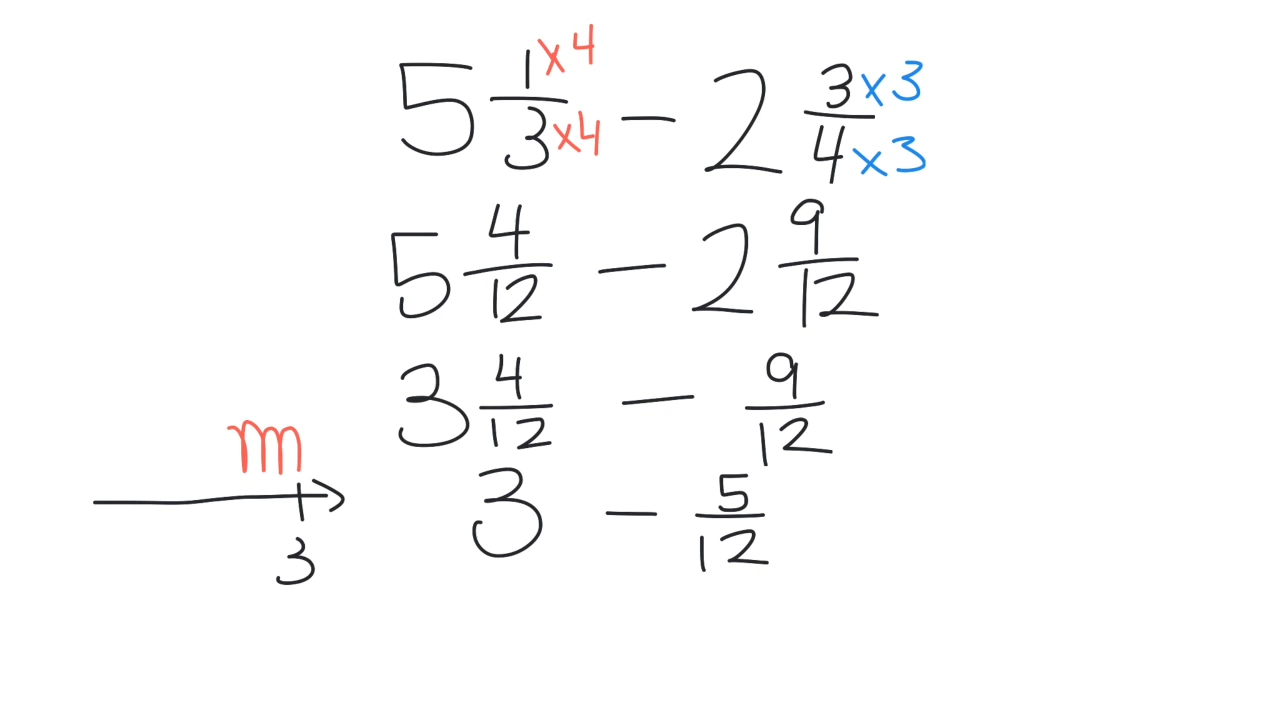 5 1×4/3×4 − 2 3×3/4×3
5 4/12 − 2 9/12
3 4/12 − 9/12
3 − 5/12
3